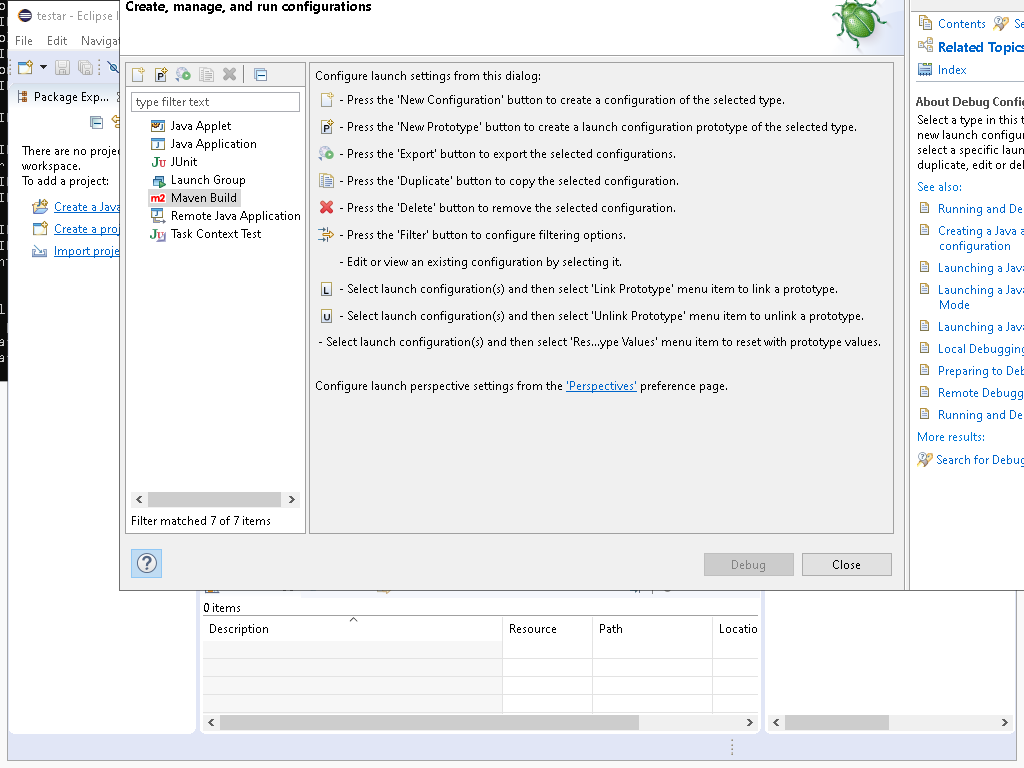 testar - Eclipse I
File Edit Navigat
Package Exp...
There are no proje
workspace.
To add a project:
Create a Java
Create a proj
Import proje
Create, manage, and run configurations
type filter text
Java Applet
Java Application
JUnit
Launch Group
Maven Build
Remote Java Application
Task Context Test
Filter matched 7 of 7 items
Configure launch settings from this dialog:
- Press the 'New Configuration' button to create a configuration of the selected type.
- Press the 'New Prototype' button to create a launch configuration prototype of the selected type.
- Press the 'Export' button to export the selected configurations.
- Press the 'Duplicate' button to copy the selected configuration.
- Press the 'Delete' button to remove the selected configuration.
- Press the 'Filter' button to configure filtering options.
- Edit or view an existing configuration by selecting it.
- Select launch configuration(s) and then select 'Link Prototype' menu item to link a prototype.
- Select launch configuration(s) and then select 'Unlink Prototype' menu item to unlink a prototype.
- Select launch configuration(s) and then select 'Res...ype Values' menu item to reset with prototype values.
Configure launch perspective settings from the 'Perspectives' preference page.
Debug Close
Contents Se
Related Topics
Index
About Debug Config
Select a type in this t
new launch configur
select a specific laun
duplicate, edit or del
See also:
Running and De
Creating a Java a
configuration
Launching a Java
Launching a Java
Mode
Launching a Java
Local Debugging
Preparing to Deb
Remote Debugg
Running and De
More results:
Search for Debug
0 items
Description Resource Path Locatio